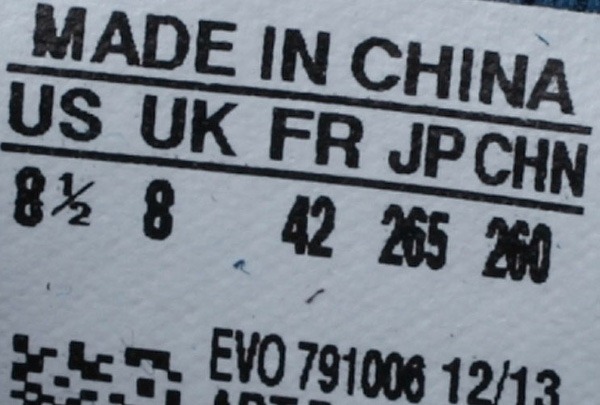 MADE IN CHINA
US UK FR JP CHN
8½ 8 42 265 260
EVO 791006 12/13